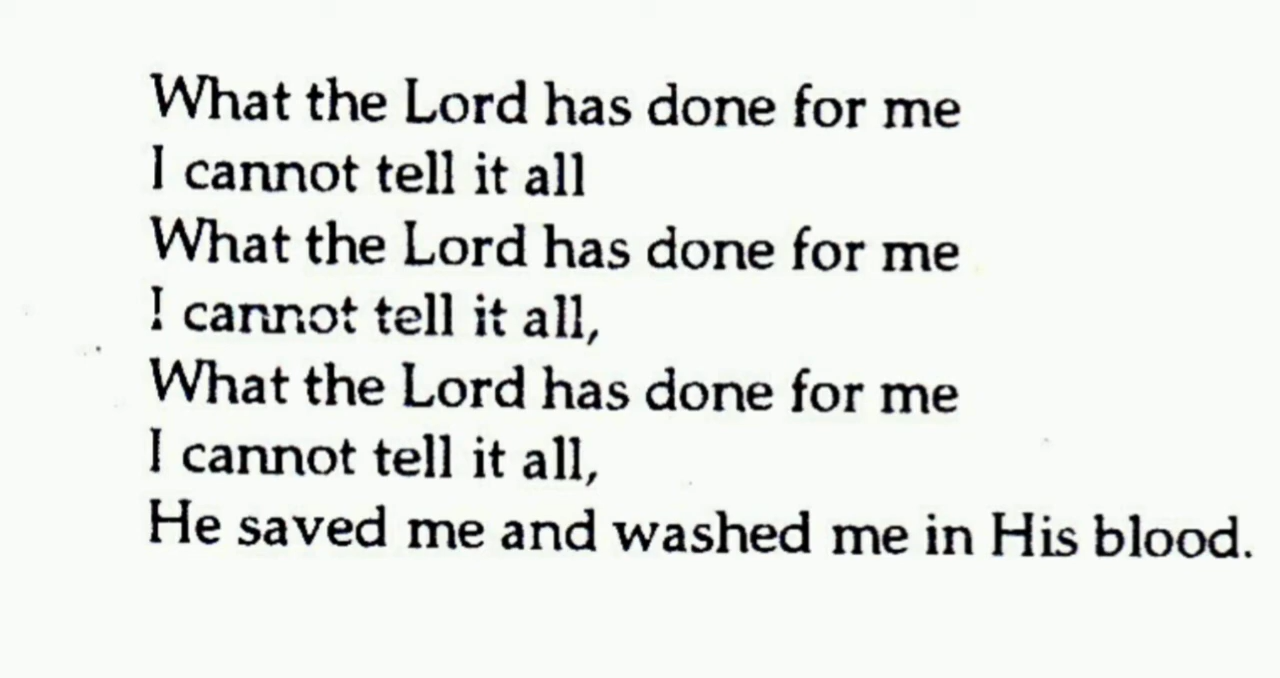 What the Lord has done for me
I cannot tell it all
What the Lord has done for me
I cannot tell it all,
What the Lord has done for me
I cannot tell it all,
He saved me and washed me in His blood.